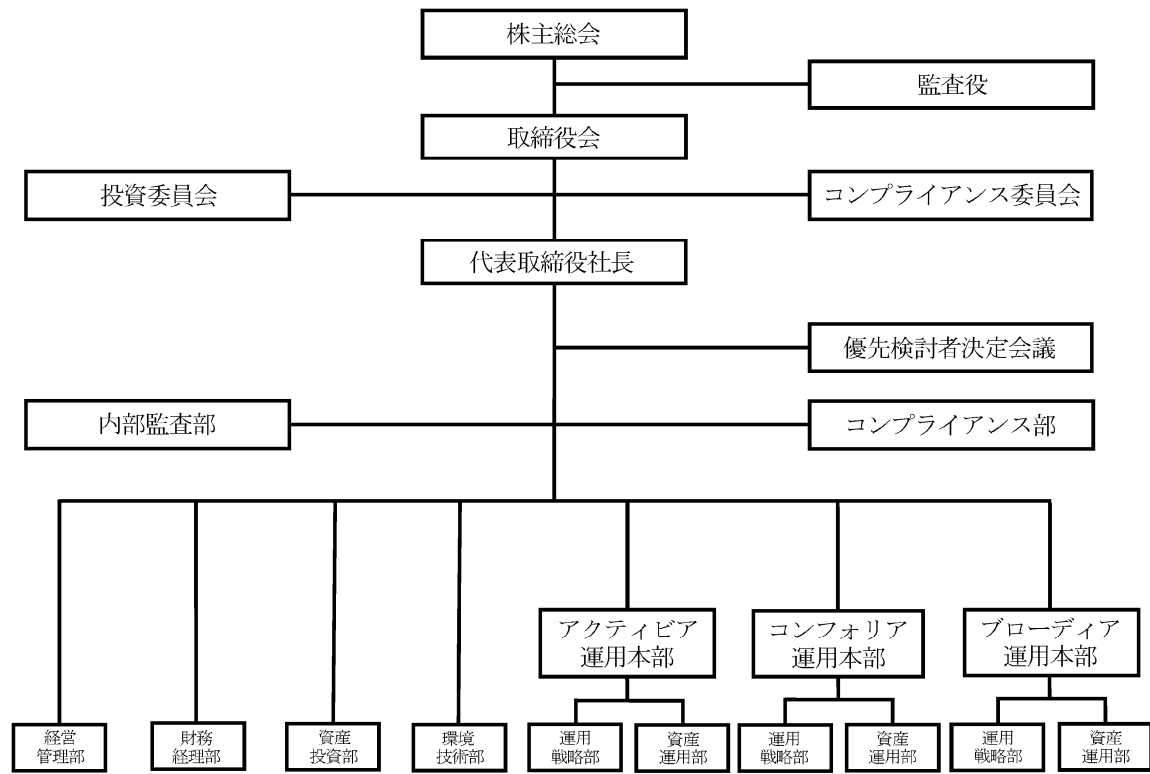 株主総会
監査役
取締役会
投資委員会
コンプライアンス委員会
代表取締役社長
優先検討者決定会議
内部監査部
コンプライアンス部
アクティビア
運用本部
コンフォリア
運用本部
ブローディア
運用本部
経営
管理部
財務
経理部
資産
投資部
環境
技術部
運用
戦略部
資産
運用部
運用
戦略部
資産
運用部
運用
戦略部
資産
運用部